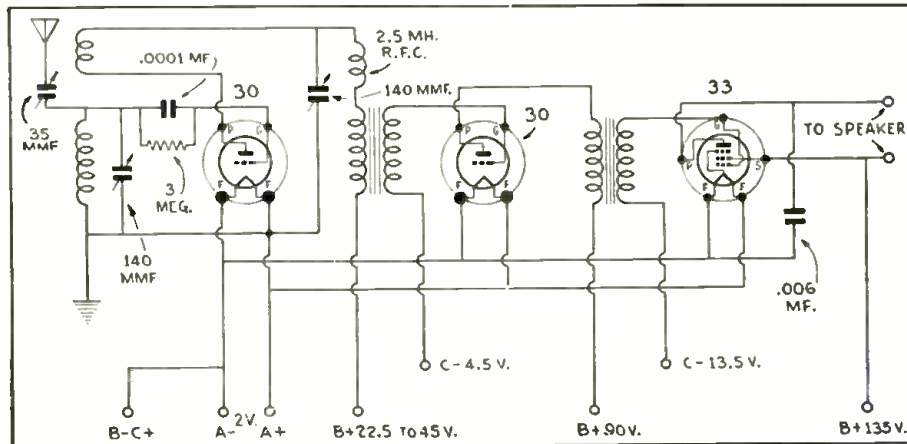 2.5 MH.
R.F.C.
.0001 MF.
30
33
140 MMF.
30
35
MMF
3
MEG.
140
MMF
P
G
F
F
P
G
F
F
G
P
S
F
F
TO SPEAKER
.006
MF.
C-4.5 V.
C-13.5 V.
B-C+
A-
2V.
A+
B+22.5 TO 45V.
B+90V.
B+135V.